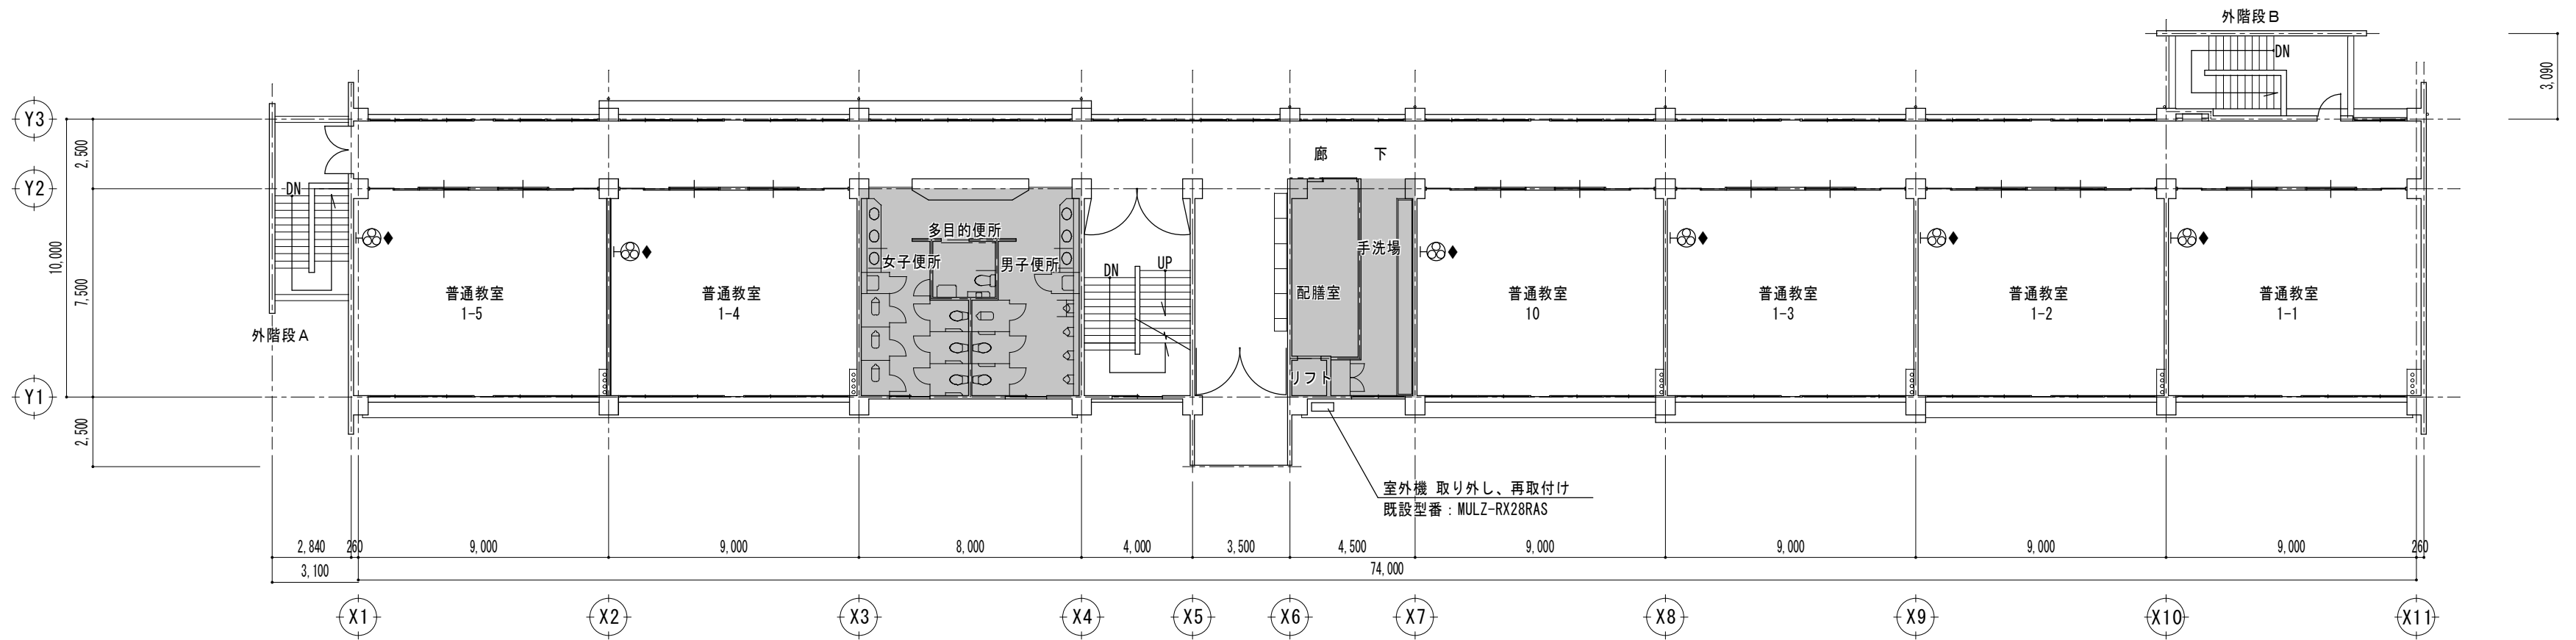 外階段B
DN
3,090
Y3
2,500
廊　下
Y2
DN
多目的便所
手洗場
女子便所
男子便所
DN
UP
10,000
7,500
普通教室
1-5
普通教室
1-4
配膳室
普通教室
10
普通教室
1-3
普通教室
1-2
普通教室
1-1
外階段A
リフト
Y1
2,500
室外機 取り外し、再取付け
既設型番：MULZ-RX28RAS
2,840
260
9,000
9,000
8,000
4,000
3,500
4,500
9,000
9,000
9,000
9,000
260
3,100
74,000
X1
X2
X3
X4
X5
X6
X7
X8
X9
X10
X11